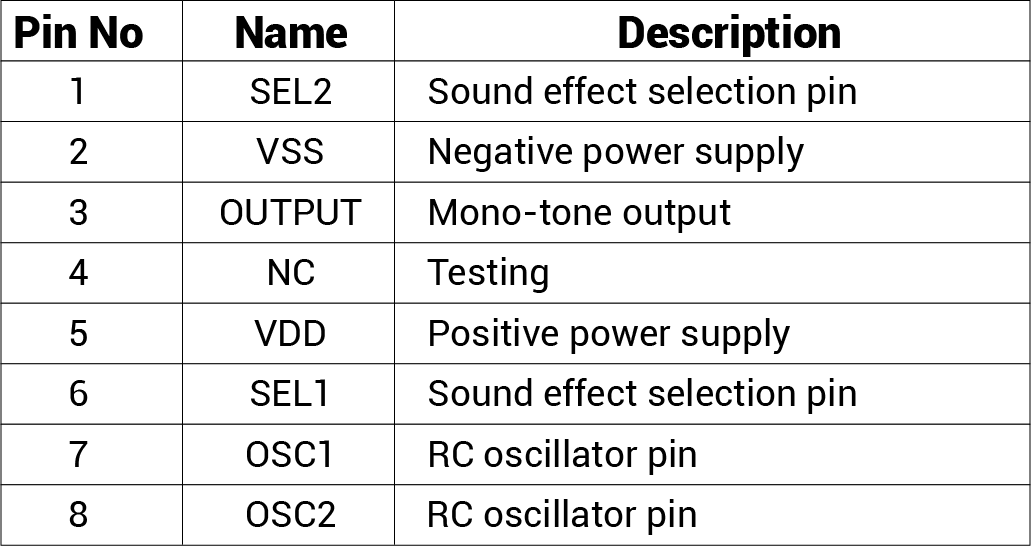 Pin No Name Description
1 SEL2 Sound effect selection pin
2 VSS Negative power supply
3 OUTPUT Mono-tone output
4 NC Testing
5 VDD Positive power supply
6 SEL1 Sound effect selection pin
7 OSC1 RC oscillator pin
8 OSC2 RC oscillator pin